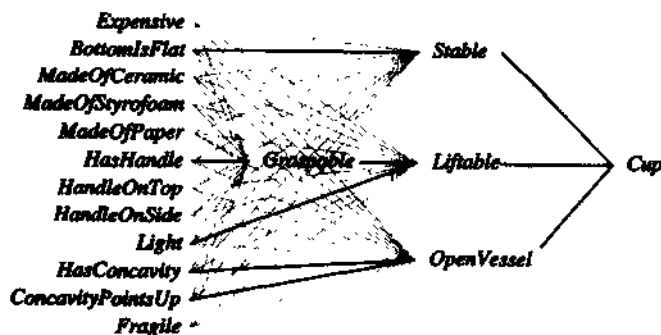 Expensive
BottomIsFlat
MadeOfCeramic
MadeOfStyrofoam
MadeOfPaper
HasHandle
HandleOnTop
HandleOnSide
Light
HasConcavity
ConcavityPointsUp
Fragile
Graspable
Stable
Liftable
OpenVessel
Cup